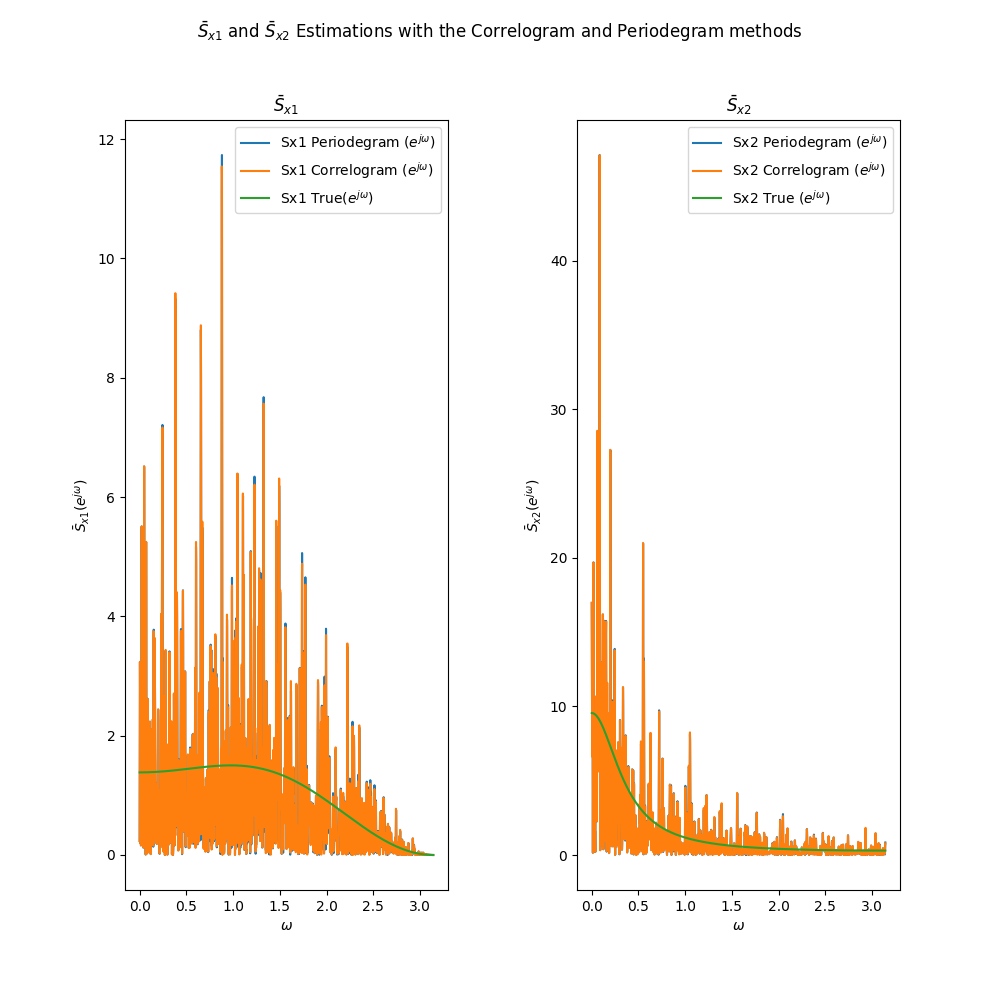 S̄x1 and S̄x2 Estimations with the Correlogram and Periodegram methods
S̄x1
12
10
8
6
4
2
0
S̄x1(e^jω)
Sx1 Periodegram (e^jω)
Sx1 Correlogram (e^jω)
Sx1 True(e^jω)
0.0 0.5 1.0 1.5 2.0 2.5 3.0
ω
S̄x2
40
30
20
10
0
S̄x2(e^jω)
Sx2 Periodegram (e^jω)
Sx2 Correlogram (e^jω)
Sx2 True (e^jω)
0.0 0.5 1.0 1.5 2.0 2.5 3.0
ω